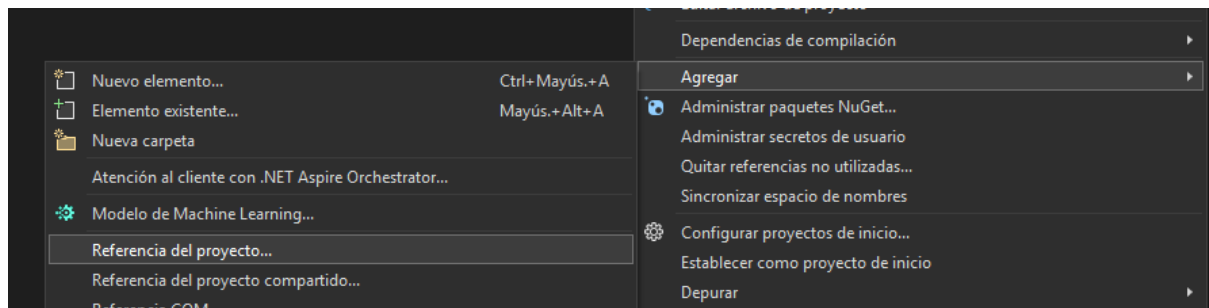 Dependencias de compilación
Agregar
Administrar paquetes NuGet...
Administrar secretos de usuario
Quitar referencias no utilizadas...
Sincronizar espacio de nombres
Configurar proyectos de inicio...
Establecer como proyecto de inicio
Depurar
Nuevo elemento... Ctrl+Mayús.+A
Elemento existente... Mayús.+Alt+A
Nueva carpeta
Atención al cliente con .NET Aspire Orchestrator...
Modelo de Machine Learning...
Referencia del proyecto...
Referencia del proyecto compartido...